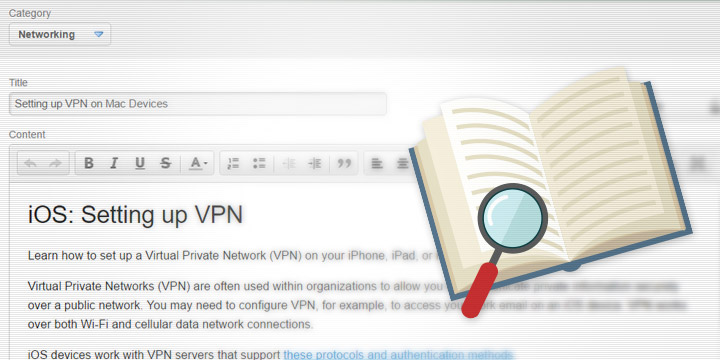 Category
Networking
Title
Setting up VPN on Mac Devices
Content
B I U S A
iOS: Setting up VPN
Learn how to set up a Virtual Private Network (VPN) on your iPhone, iPad, or
Virtual Private Networks (VPN) are often used within organizations to allow you private information securely
over a public network. You may need to configure VPN, for example, to access your work email on an iOS device. VPN works
over both Wi-Fi and cellular data network connections.
iOS devices work with VPN servers that support these protocols and authentication methods